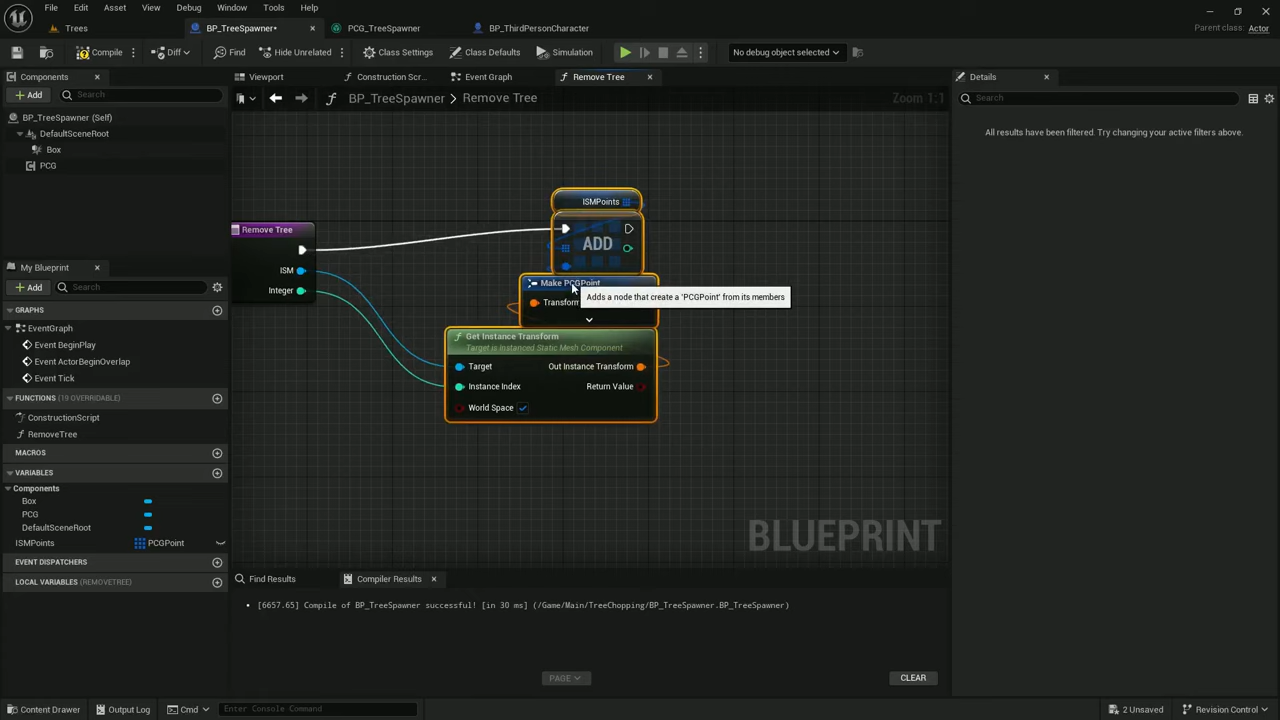 File Edit Asset View Debug Window Tools Help
Trees
BP_TreeSpawner*
PCG_TreeSpawner
BP_ThirdPersonCharacter
Parent class: Actor
Compile
Diff
Find
Hide Unrelated
Class Settings
Class Defaults
Simulation
No debug object selected
Components
Viewport
Construction Scr...
Event Graph
Remove Tree
Details
Add
Search
BP_TreeSpawner > Remove Tree
Zoom 1:1
Search
BP_TreeSpawner (Self)
DefaultSceneRoot
Box
PCG
All results have been filtered. Try changing your active filters above.
ISMPoints
Remove Tree
ADD
ISM
Integer
Make PCGPoint
Transform
Adds a node that create a 'PCGPoint' from its members
Get Instance Transform
Target is Instanced Static Mesh Component
Target
Out Instance Transform
Instance Index
Return Value
World Space
My Blueprint
Add
Search
GRAPHS
EventGraph
Event BeginPlay
Event ActorBeginOverlap
Event Tick
FUNCTIONS (19 OVERRIDABLE)
ConstructionScript
RemoveTree
MACROS
VARIABLES
Components
Box
PCG
DefaultSceneRoot
ISMPoints
PCGPoint
EVENT DISPATCHERS
LOCAL VARIABLES (REMOVETREE)
BLUEPRINT
Find Results
Compiler Results
[6657.65] Compile of BP_TreeSpawner successful! [in 30 ms] (/Game/Main/TreeChopping/BP_TreeSpawner.BP_TreeSpawner)
PAGE
CLEAR
Content Drawer
Output Log
Cmd
Enter Console Command
2 Unsaved
Revision Control